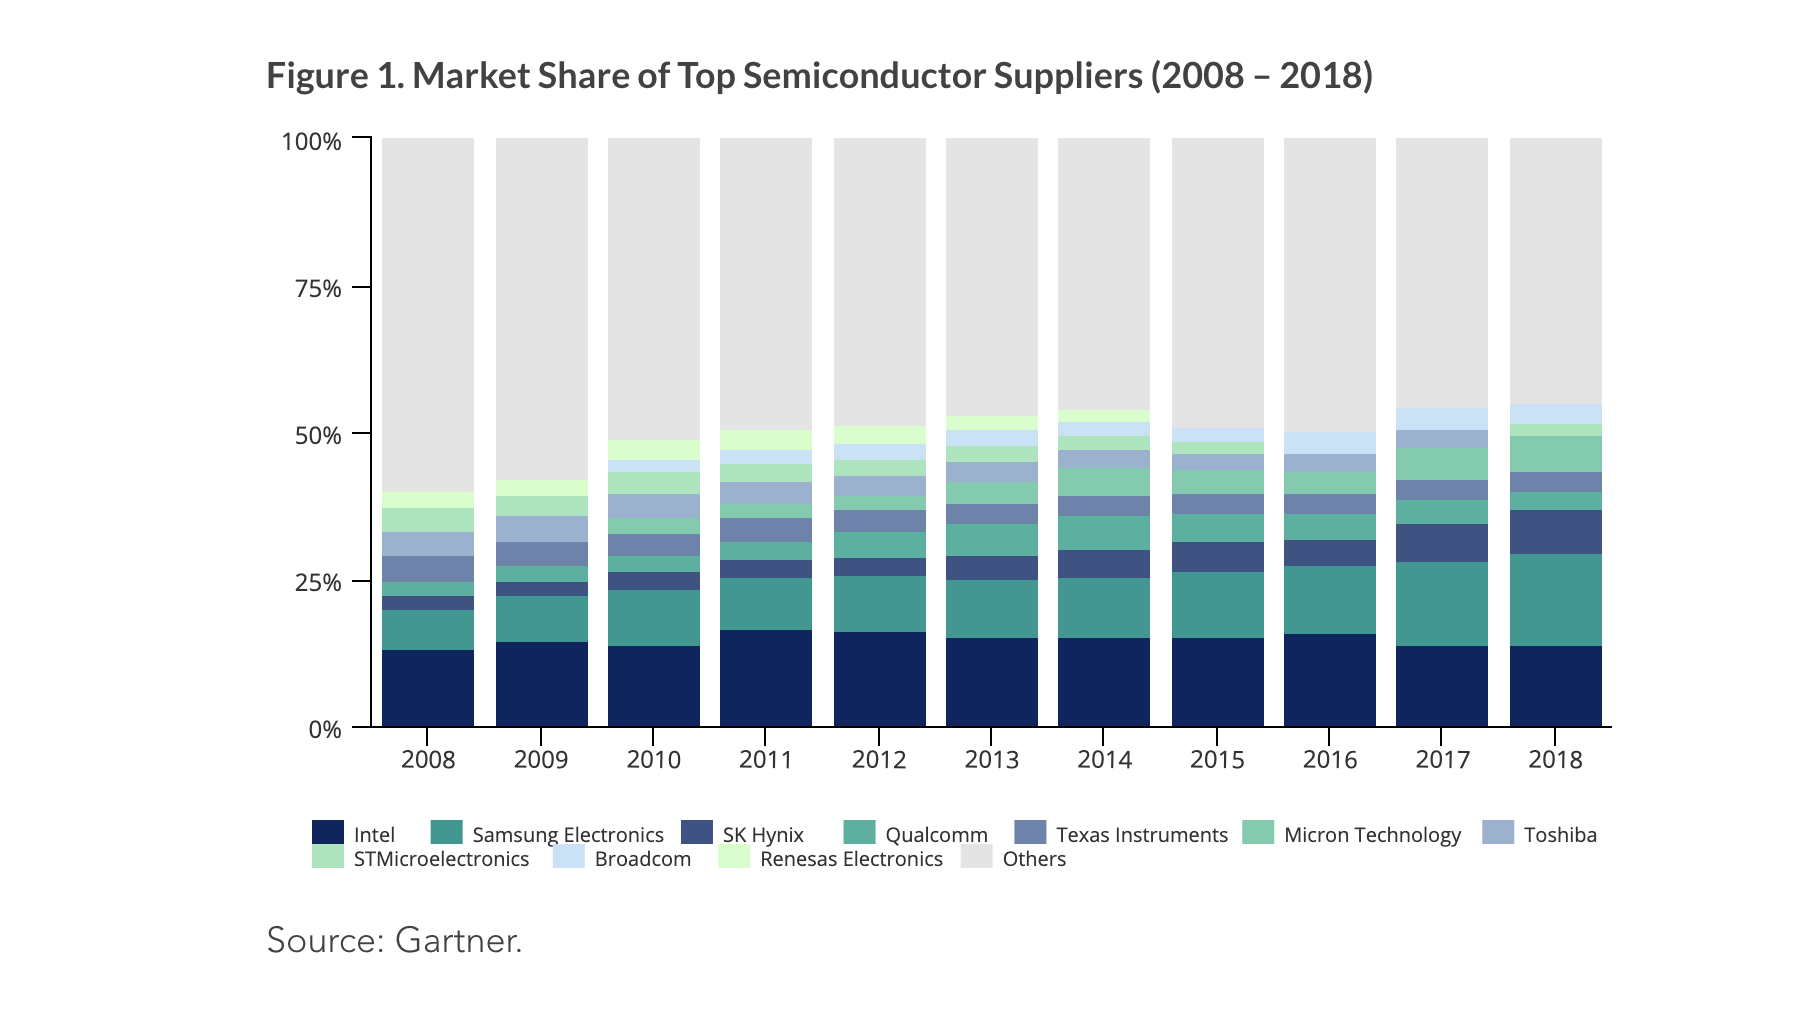 Figure 1. Market Share of Top Semiconductor Suppliers (2008 – 2018)
100%
75%
50%
25%
0%
2008 2009 2010 2011 2012 2013 2014 2015 2016 2017 2018
Intel Samsung Electronics SK Hynix Qualcomm Texas Instruments Micron Technology Toshiba
STMicroelectronics Broadcom Renesas Electronics Others
Source: Gartner.